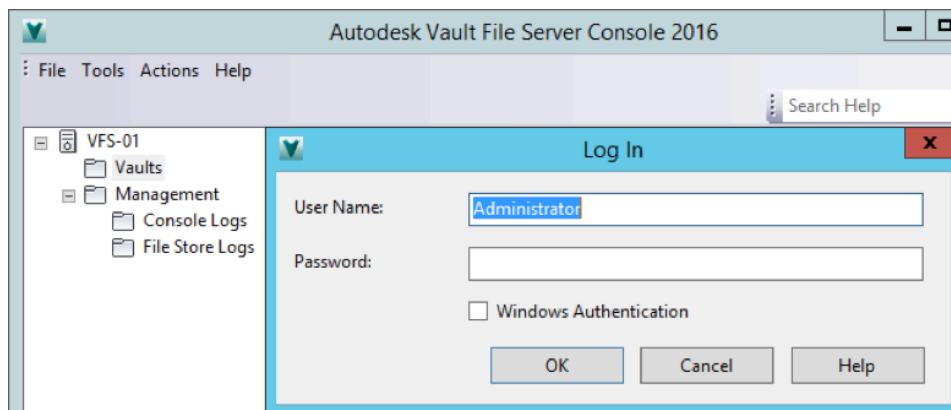 Autodesk Vault File Server Console 2016
File Tools Actions Help
Search Help
VFS-01
Vaults
Management
Console Logs
File Store Logs
Log In
x
User Name:
Administrator
Password:
Windows Authentication
OK Cancel Help